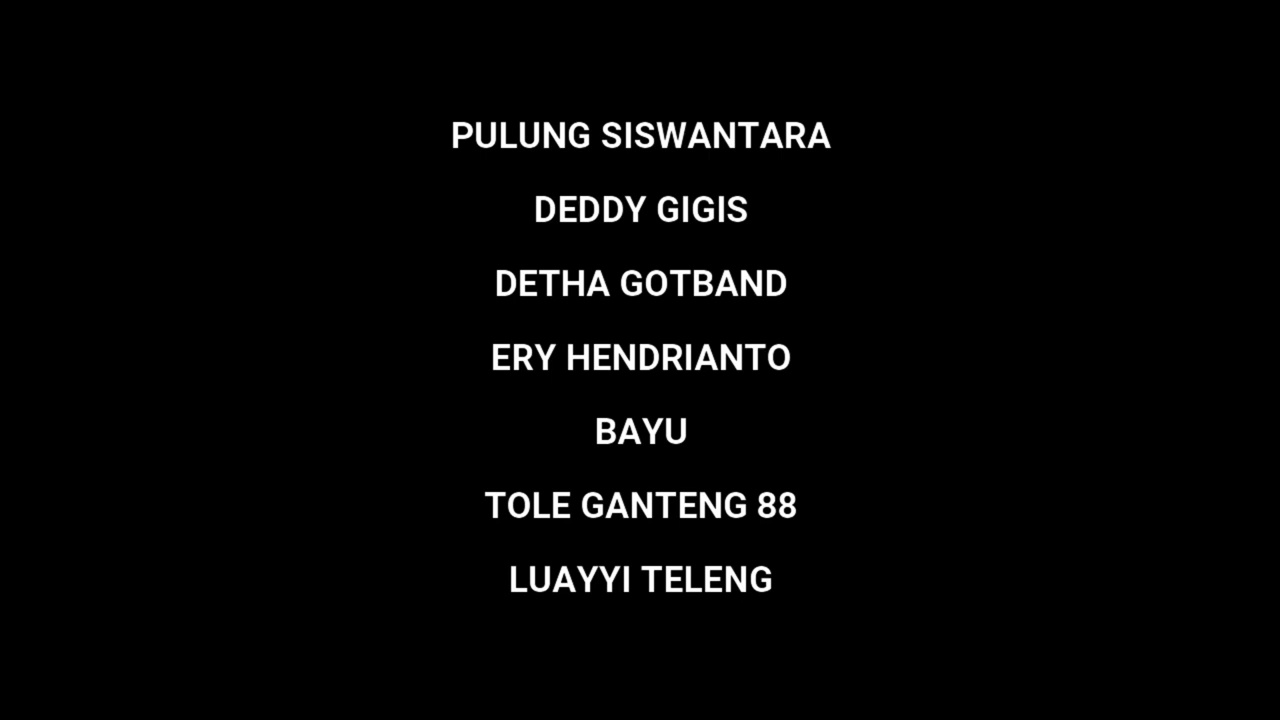 PULUNG SISWANTARA
DEDDY GIGIS
DETHA GOTBAND
ERY HENDRIANTO
BAYU
TOLE GANTENG 88
LUAYYI TELENG